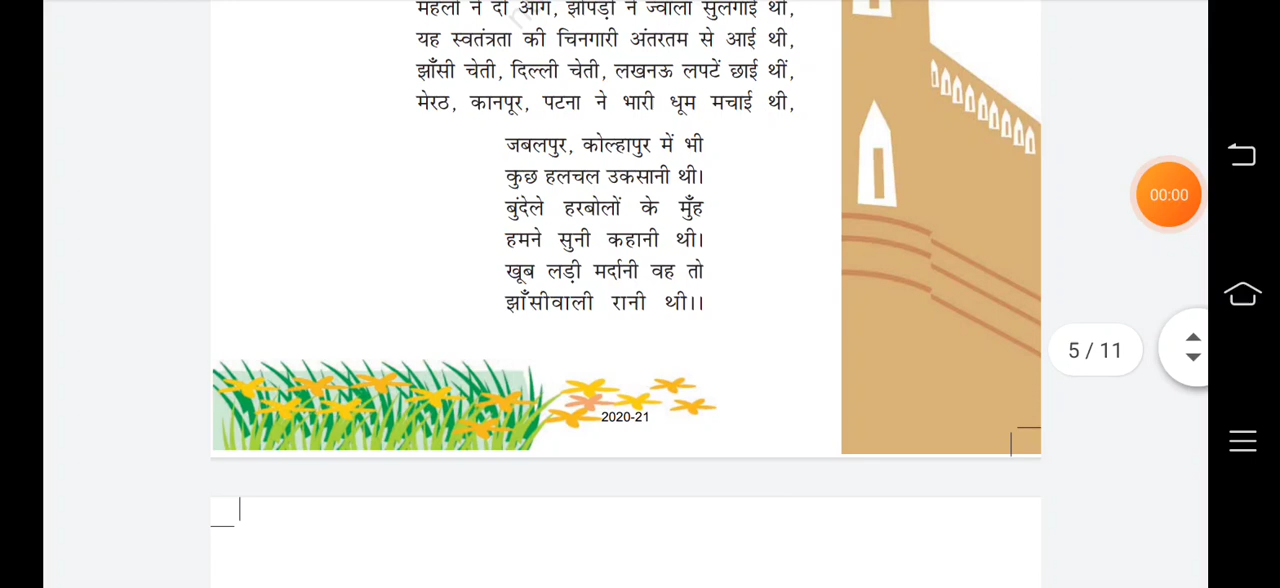 महलों ने दी आग, झोंपड़ी ने ज्वाला सुलगाई थी,
यह स्वतंत्रता की चिनगारी अंतरतम से आई थी,
झाँसी चेती, दिल्ली चेती, लखनऊ लपटें छाई थीं,
मेरठ, कानपूर, पटना ने भारी धूम मचाई थी,
जबलपुर, कोल्हापुर में भी
कुछ हलचल उकसानी थी।
बुंदेले हरबोलों के मुँह
हमने सुनी कहानी थी।
खूब लड़ी मर्दानी वह तो
झाँसीवाली रानी थी।।
2020-21
00:00
5 / 11